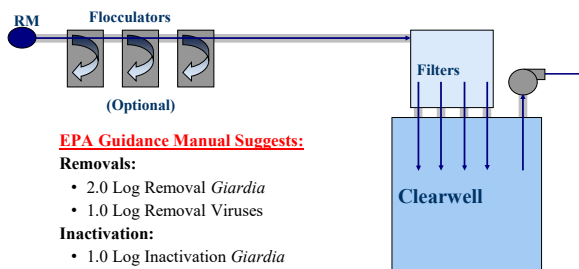 RM
Flocculators
(Optional)
Filters
Clearwell
EPA Guidance Manual Suggests:
Removals:
• 2.0 Log Removal Giardia
• 1.0 Log Removal Viruses
Inactivation:
• 1.0 Log Inactivation Giardia